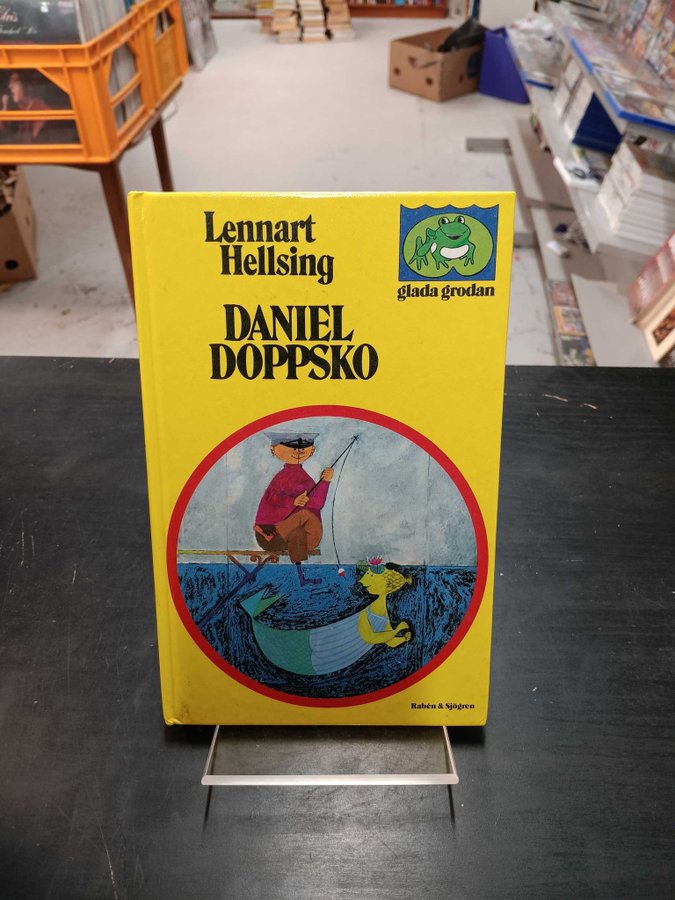 Lennart
Hellsing
glada grodan
DANIEL
DOPPSKO
Rabén & Sjögren